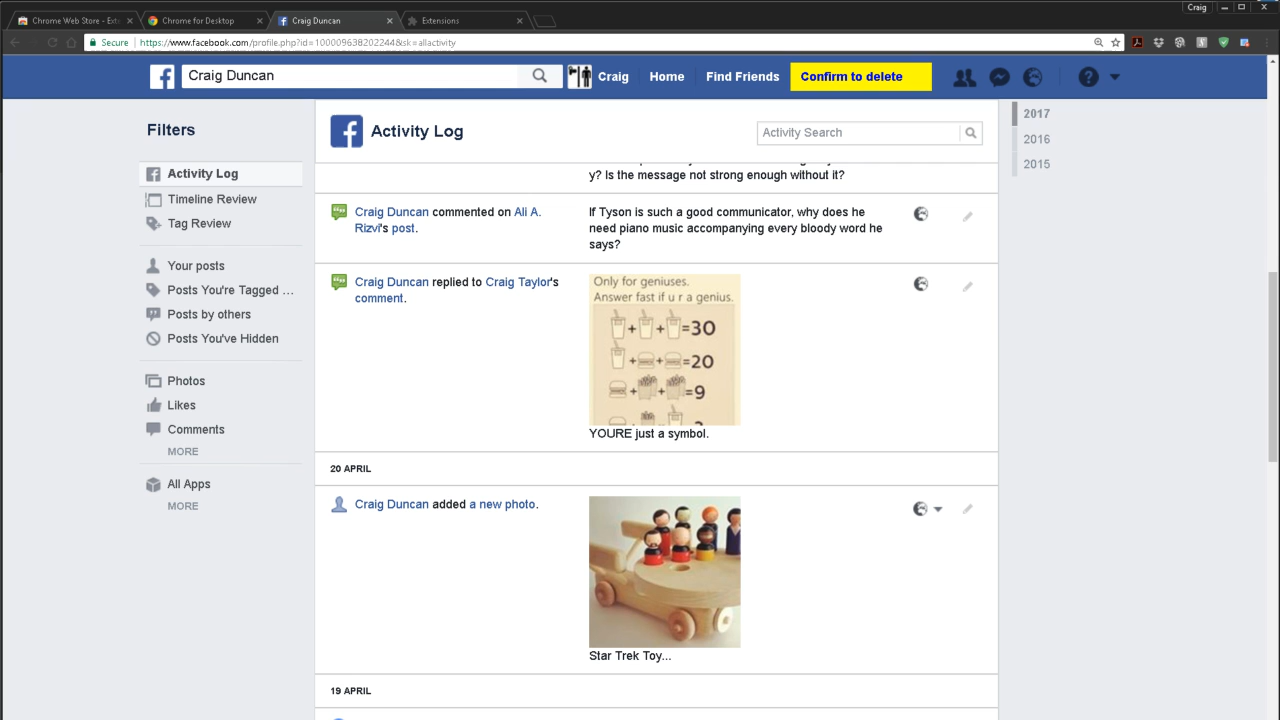 Craig
Chrome Web Store - Exte
Chrome for Desktop
Craig Duncan
Extensions
Secure
https://www.facebook.com/profile.php?id=100009638202244&sk=allactivity
Craig Duncan
Craig
Home
Find Friends
Confirm to delete
Filters
Activity Log
Timeline Review
Tag Review
Your posts
Posts You're Tagged ...
Posts by others
Posts You've Hidden
Photos
Likes
Comments
MORE
All Apps
MORE
Activity Log
Activity Search
y? Is the message not strong enough without it?
Craig Duncan commented on Ali A.
Rizvi's post.
If Tyson is such a good communicator, why does he
need piano music accompanying every bloody word he
says?
Craig Duncan replied to Craig Taylor's
comment.
Only for geniuses.
Answer fast if u r a genius.
+ + =30
+ + =20
+ + =9
YOURE just a symbol.
20 APRIL
Craig Duncan added a new photo.
Star Trek Toy...
19 APRIL
2017
2016
2015